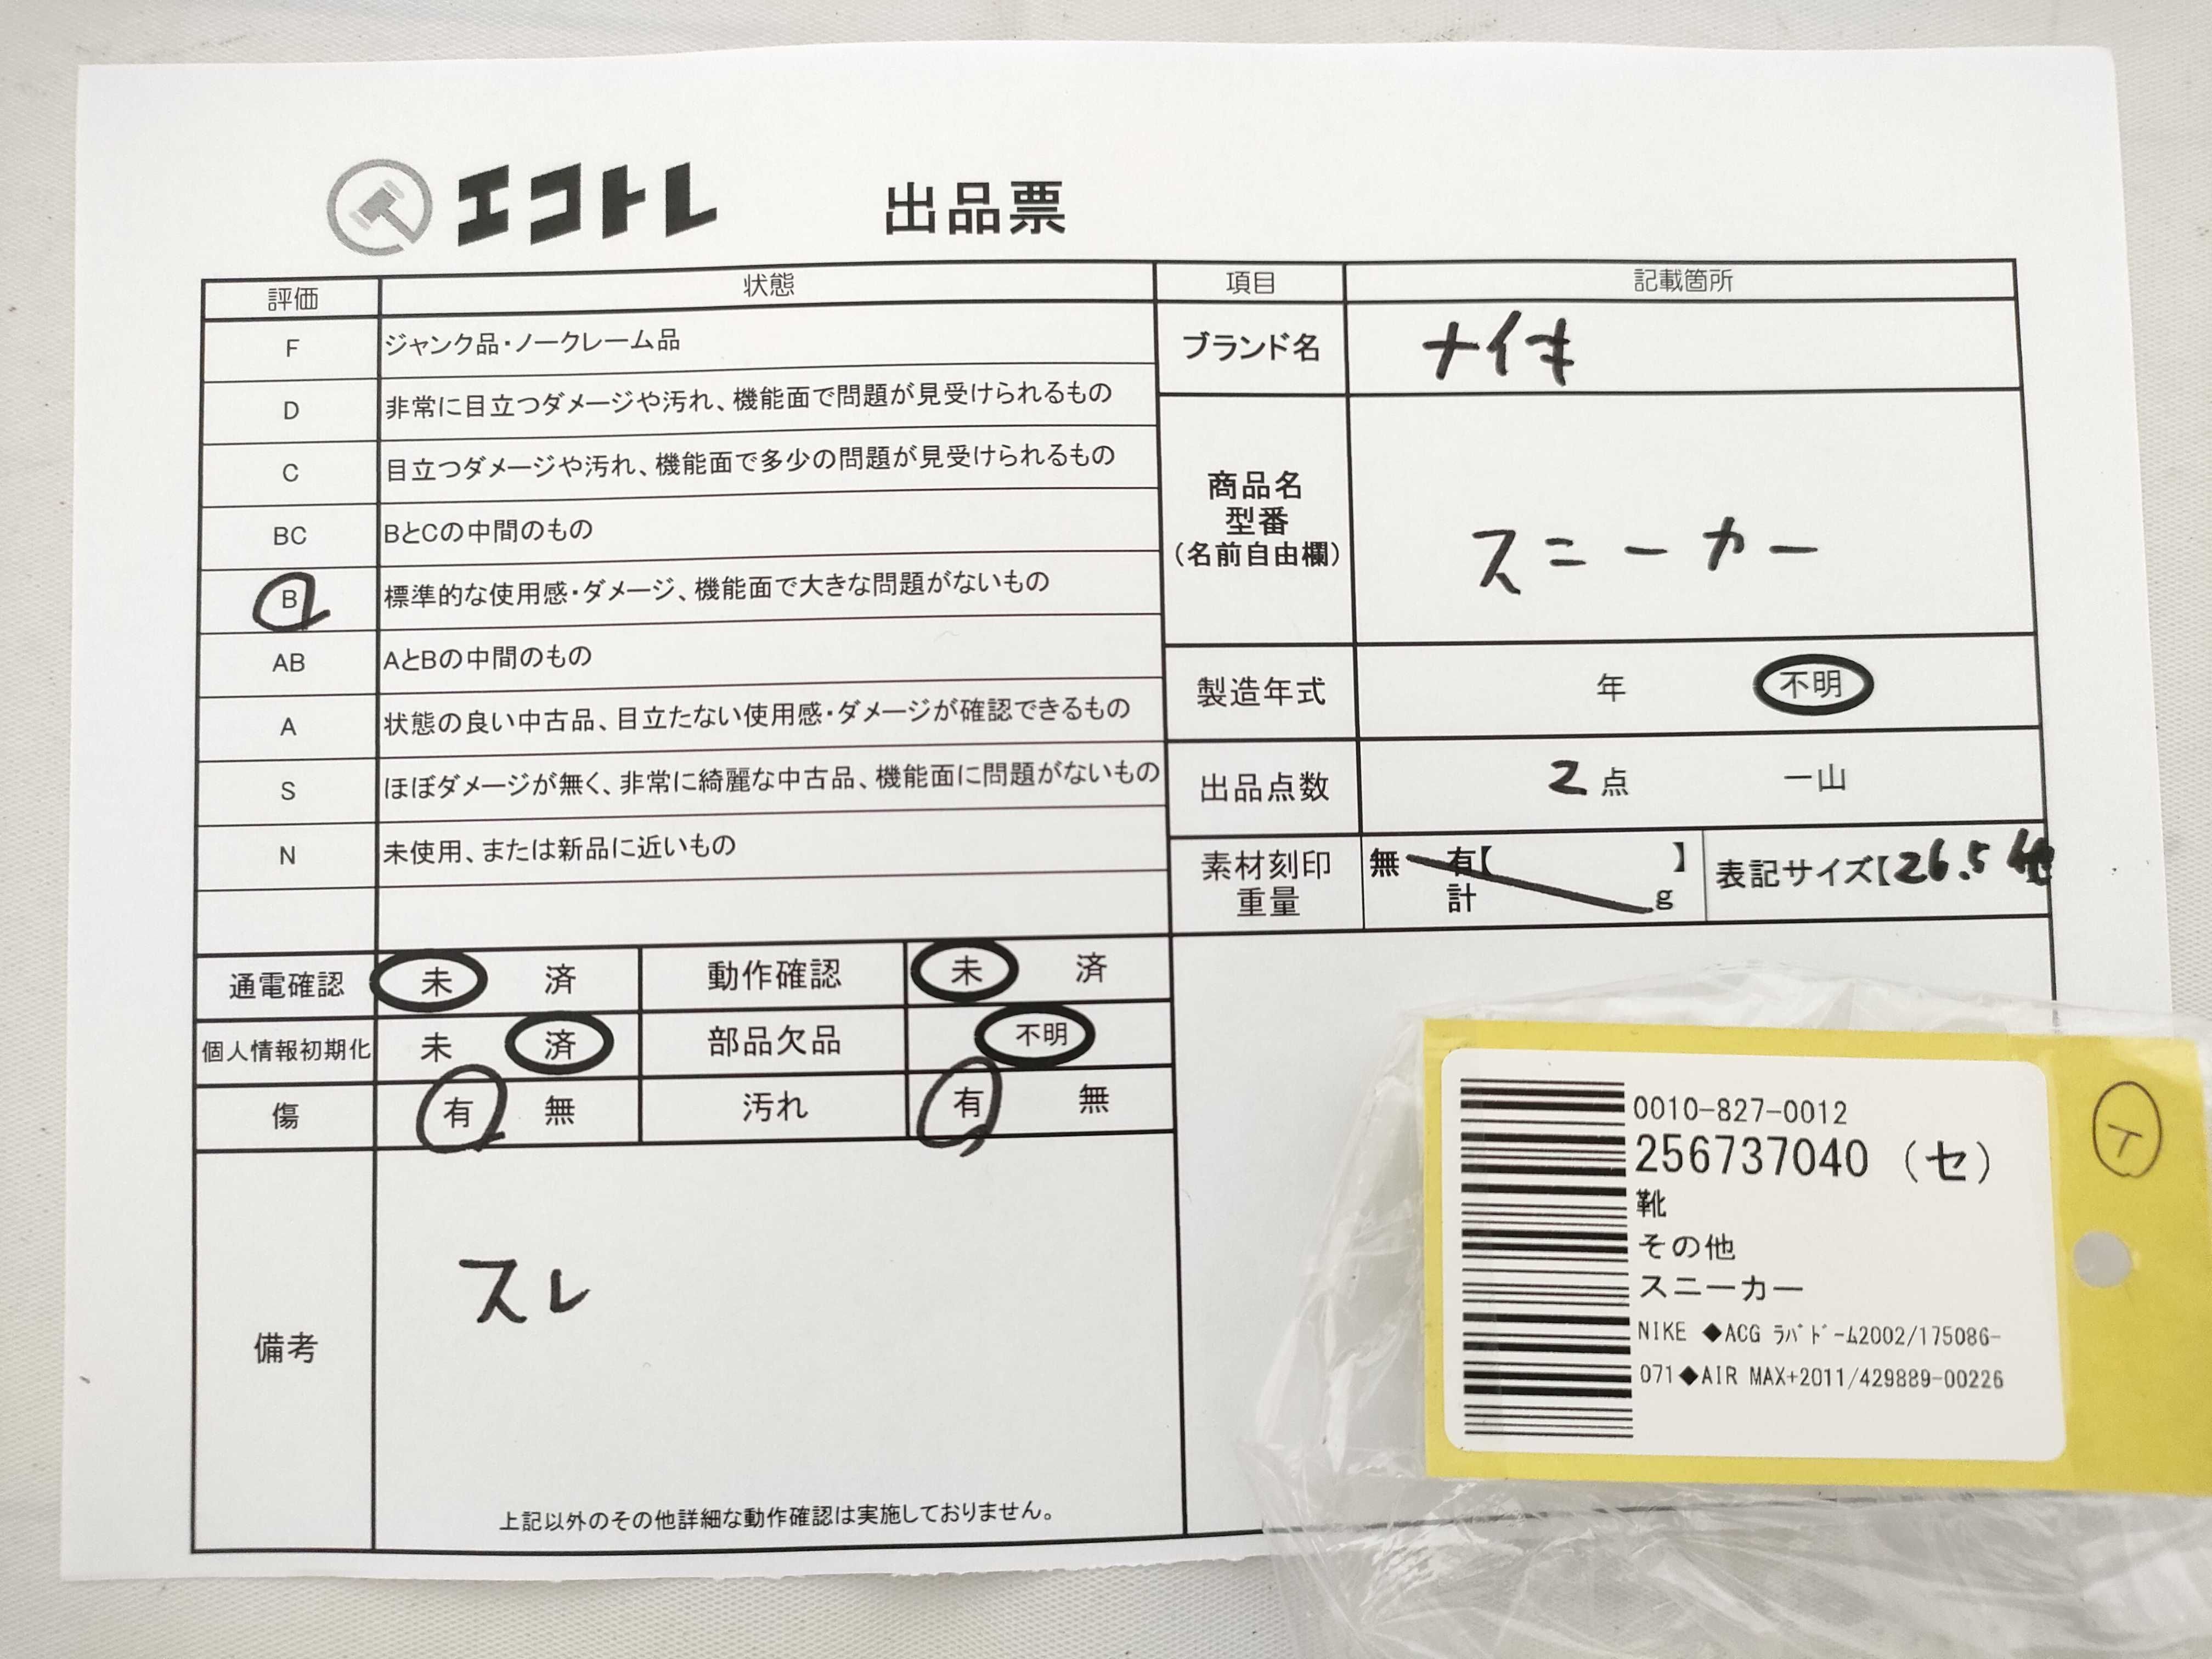 エコトレ 出品票
評価 状態
F ジャンク品・ノークレーム品
D 非常に目立つダメージや汚れ、機能面で問題が見受けられるもの
C 目立つダメージや汚れ、機能面で多少の問題が見受けられるもの
BC BとCの中間のもの
B 標準的な使用感・ダメージ、機能面で大きな問題がないもの
AB AとBの中間のもの
A 状態の良い中古品、目立たない使用感・ダメージが確認できるもの
S ほぼダメージが無く、非常に綺麗な中古品、機能面に問題がないもの
N 未使用、または新品に近いもの
項目 記載箇所
ブランド名 ナイキ
商品名
型番
(名前自由欄)
スニーカー
製造年式 年 不明
出品点数 2点 一山
素材刻印
重量
無 有【 】
計 g
表記サイズ【26.5 他
通電確認 未 済 動作確認 未 済
個人情報初期化 未 済 部品欠品 不明
傷 有 無 汚れ 有 無
備考
スレ
上記以外のその他詳細な動作確認は実施しておりません。
0010-827-0012
256737040 (セ)
靴
その他
スニーカー
NIKE ◆ACG ﾗﾊﾞﾄﾞｰﾑ2002/175086-
071◆AIR MAX+2011/429889-00226
イ